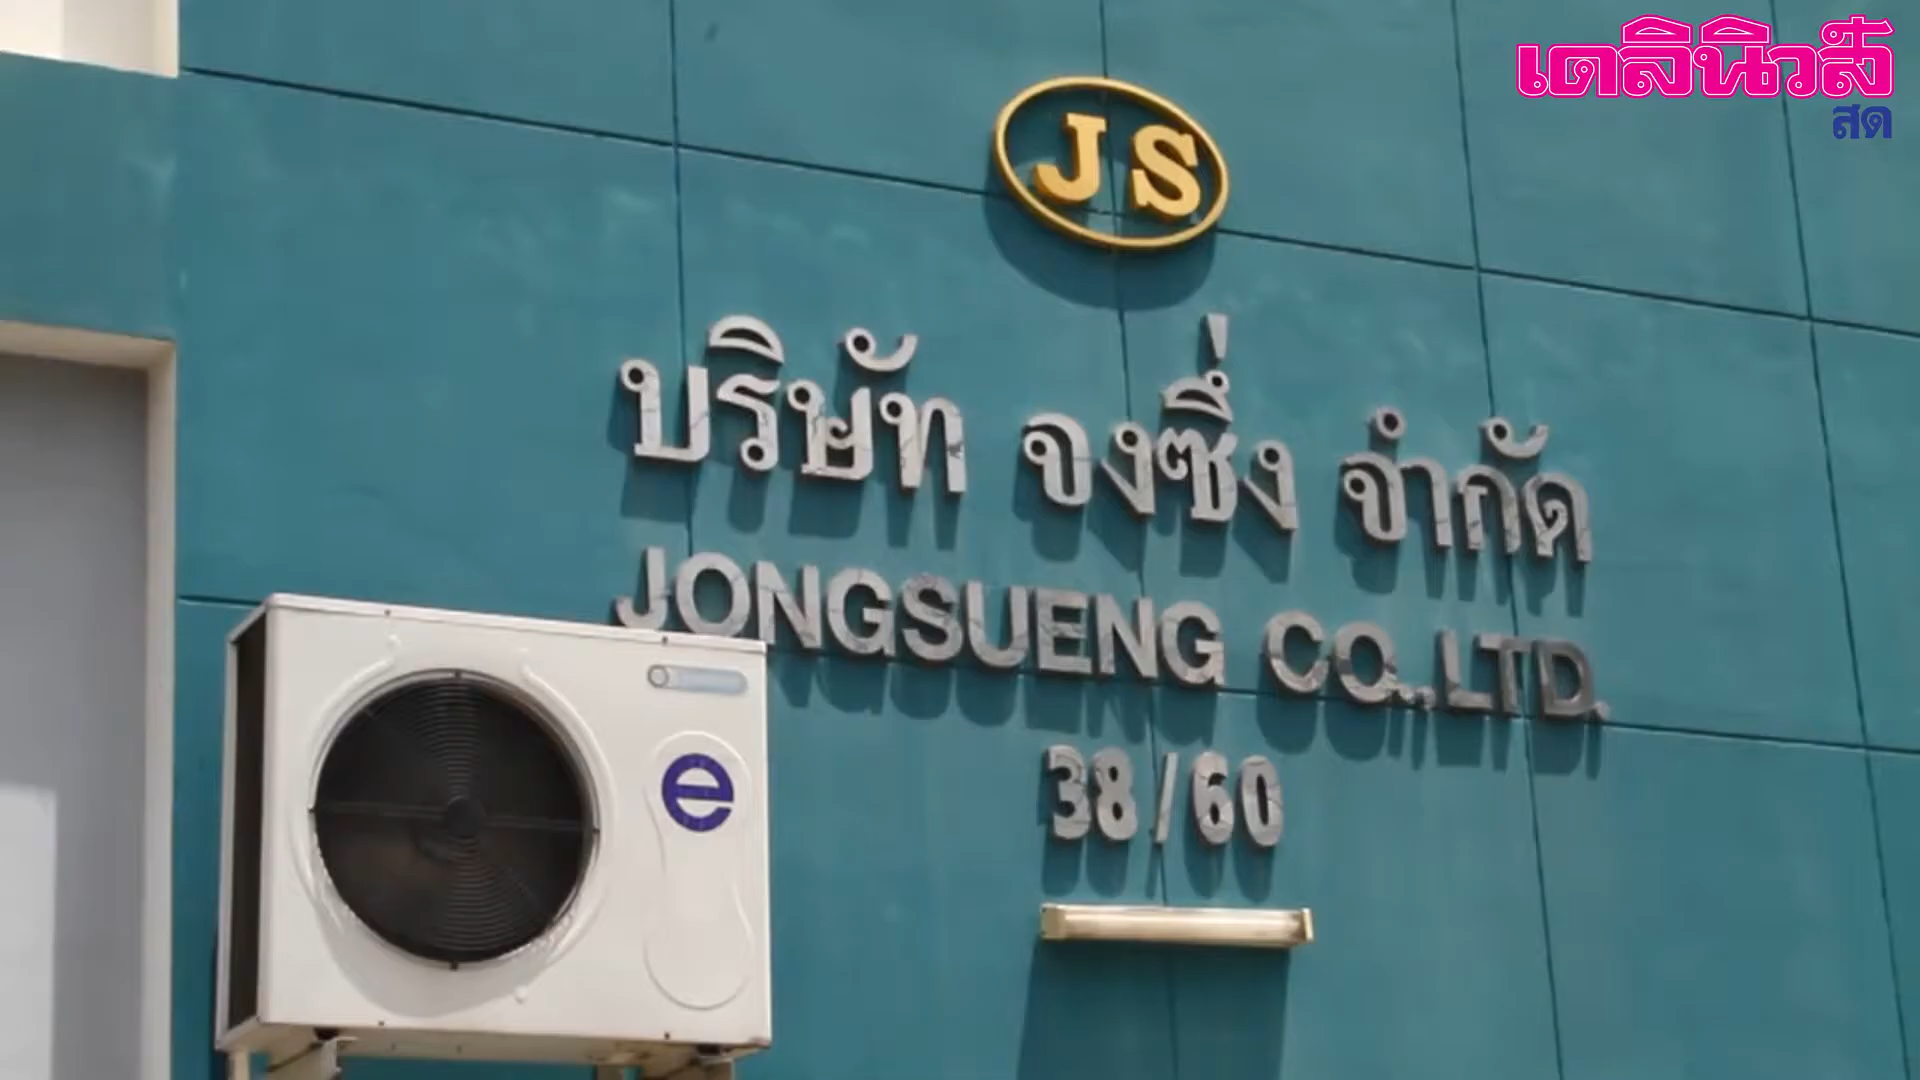 เดลินิวส์
สด
JS
บริษัท จงซึ่ง จำกัด
JONGSUENG CO.,LTD.
38/60
e